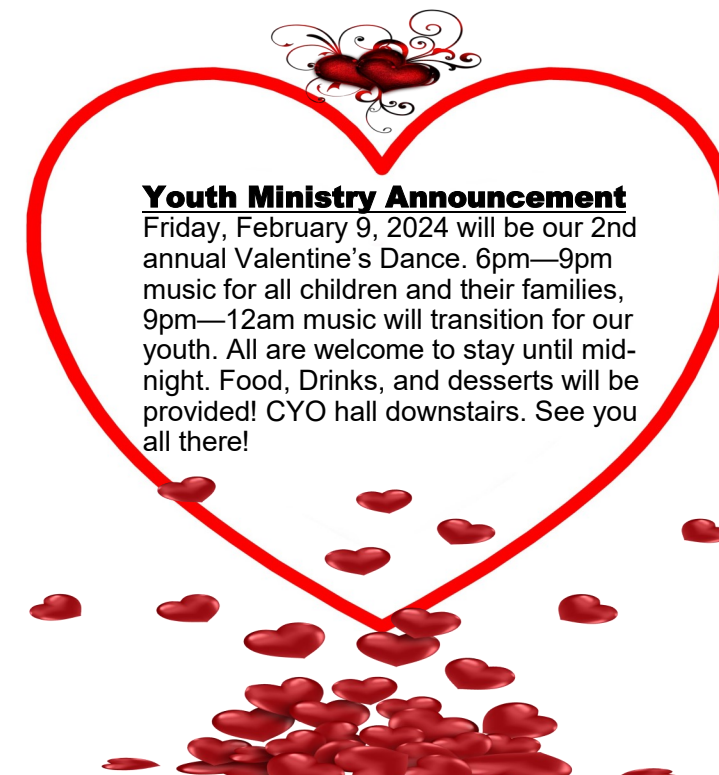 Youth Ministry Announcement
Friday, February 9, 2024 will be our 2nd
annual Valentine’s Dance. 6pm—9pm
music for all children and their families,
9pm—12am music will transition for our
youth. All are welcome to stay until mid-
night. Food, Drinks, and desserts will be
provided! CYO hall downstairs. See you
all there!